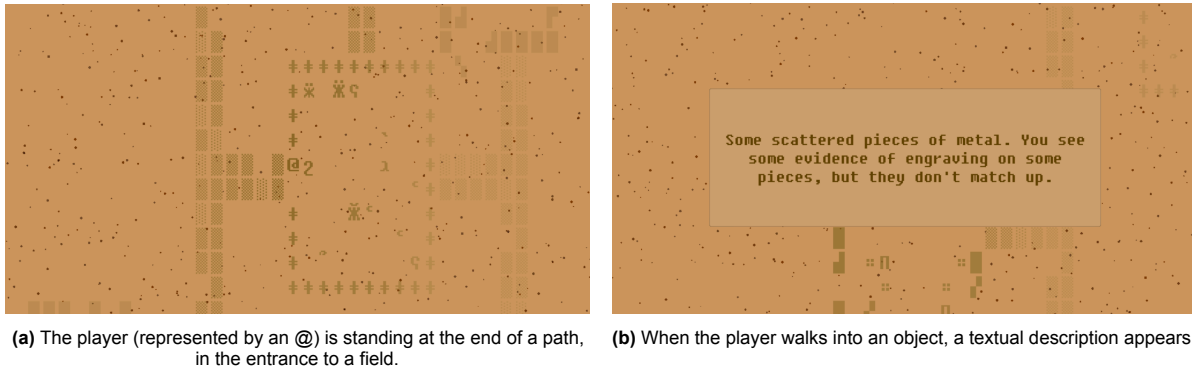 Some scattered pieces of metal. You see
some evidence of engraving on some
pieces, but they don't match up.
(a) The player (represented by an @) is standing at the end of a path,
in the entrance to a field.
(b) When the player walks into an object, a textual description appears